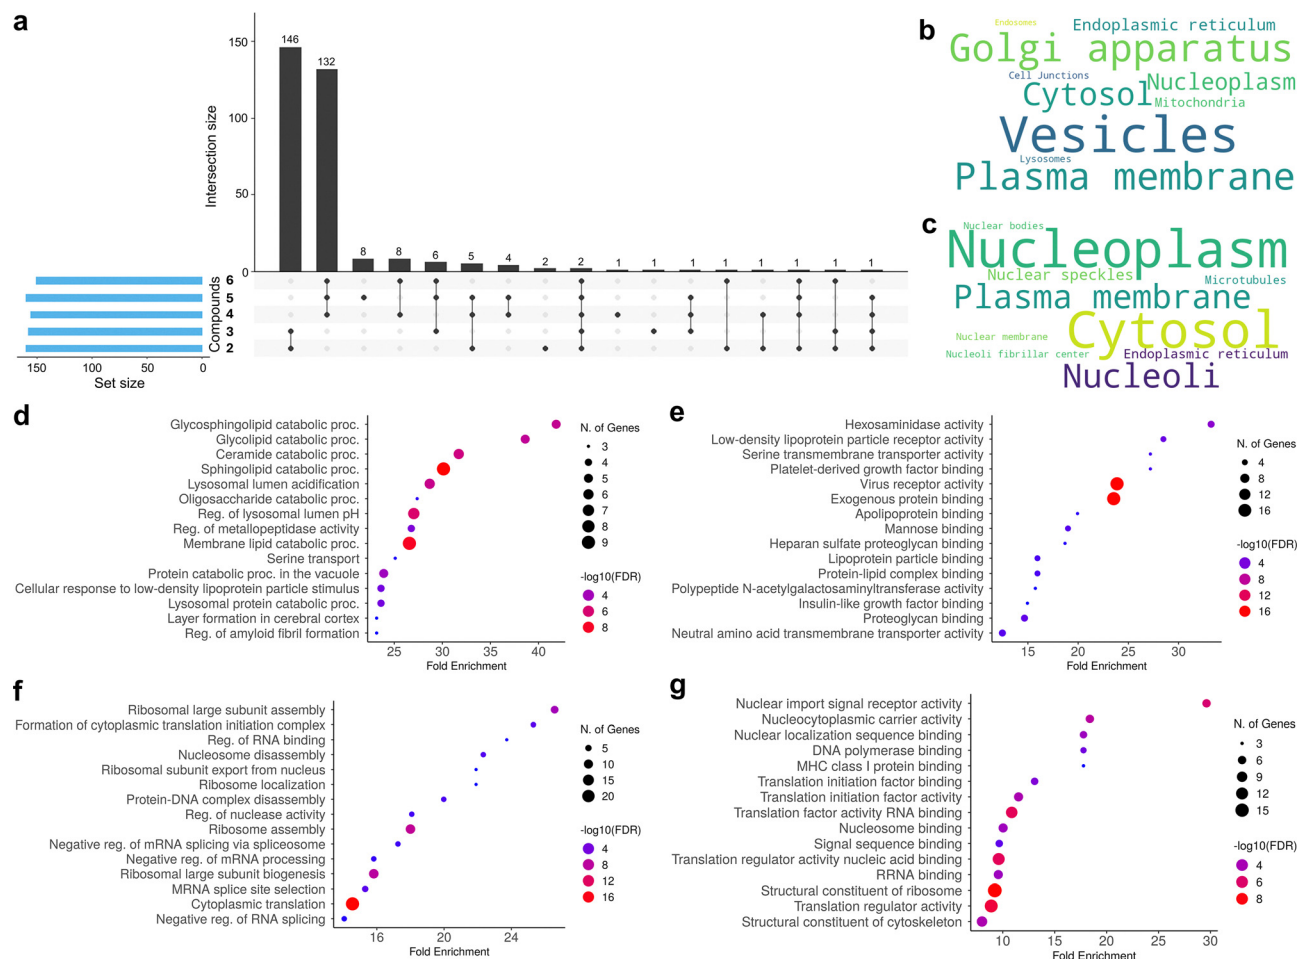 a
Intersection size
150
100
50
0
146
132
8
8
6
5
4
2
2
1
1
1
1
1
1
1
1
Compounds
6
5
4
3
2
150
100
50
0
Set size
b
Endosomes
Endoplasmic reticulum
Golgi apparatus
Cell Junctions
Nucleoplasm
Cytosol
Mitochondria
Vesicles
Lysosomes
Plasma membrane
c
Nuclear bodies
Nucleoplasm
Nuclear speckles
Microtubules
Plasma membrane
Cytosol
Nuclear membrane
Nucleoli fibrillar center
Endoplasmic reticulum
Nucleoli
d
Glycosphingolipid catabolic proc.
Glycolipid catabolic proc.
Ceramide catabolic proc.
Sphingolipid catabolic proc.
Lysosomal lumen acidification
Oligosaccharide catabolic proc.
Reg. of lysosomal lumen pH
Reg. of metallopeptidase activity
Membrane lipid catabolic proc.
Serine transport
Protein catabolic proc. in the vacuole
Cellular response to low-density lipoprotein particle stimulus
Lysosomal protein catabolic proc.
Layer formation in cerebral cortex
Reg. of amyloid fibril formation
25
30
35
40
Fold Enrichment
N. of Genes
3
4
5
6
7
8
9
-log10(FDR)
4
6
8
e
Hexosaminidase activity
Low-density lipoprotein particle receptor activity
Serine transmembrane transporter activity
Platelet-derived growth factor binding
Virus receptor activity
Exogenous protein binding
Apolipoprotein binding
Mannose binding
Heparan sulfate proteoglycan binding
Lipoprotein particle binding
Protein-lipid complex binding
Polypeptide N-acetylgalactosaminyltransferase activity
Insulin-like growth factor binding
Proteoglycan binding
Neutral amino acid transmembrane transporter activity
15
20
25
30
Fold Enrichment
N. of Genes
4
8
12
16
-log10(FDR)
4
8
12
16
f
Ribosomal large subunit assembly
Formation of cytoplasmic translation initiation complex
Reg. of RNA binding
Nucleosome disassembly
Ribosomal subunit export from nucleus
Ribosome localization
Protein-DNA complex disassembly
Reg. of nuclease activity
Ribosome assembly
Negative reg. of mRNA splicing via spliceosome
Negative reg. of mRNA processing
Ribosomal large subunit biogenesis
MRNA splice site selection
Cytoplasmic translation
Negative reg. of RNA splicing
16
20
24
Fold Enrichment
N. of Genes
5
10
15
20
-log10(FDR)
4
8
12
16
g
Nuclear import signal receptor activity
Nucleocytoplasmic carrier activity
Nuclear localization sequence binding
DNA polymerase binding
MHC class I protein binding
Translation initiation factor binding
Translation initiation factor activity
Translation factor activity RNA binding
Nucleosome binding
Signal sequence binding
Translation regulator activity nucleic acid binding
RRNA binding
Structural constituent of ribosome
Translation regulator activity
Structural constituent of cytoskeleton
10
15
20
25
30
Fold Enrichment
N. of Genes
3
6
9
12
15
-log10(FDR)
4
6
8